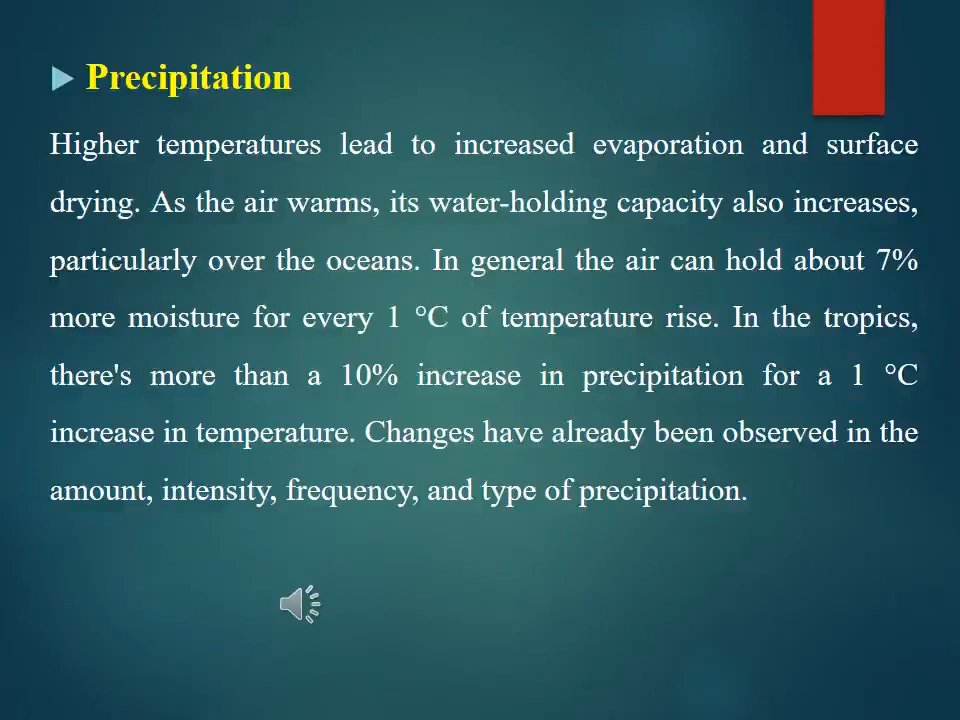 Precipitation
Higher temperatures lead to increased evaporation and surface
drying. As the air warms, its water-holding capacity also increases,
particularly over the oceans. In general the air can hold about 7%
more moisture for every 1 °C of temperature rise. In the tropics,
there's more than a 10% increase in precipitation for a 1 °C
increase in temperature. Changes have already been observed in the
amount, intensity, frequency, and type of precipitation.